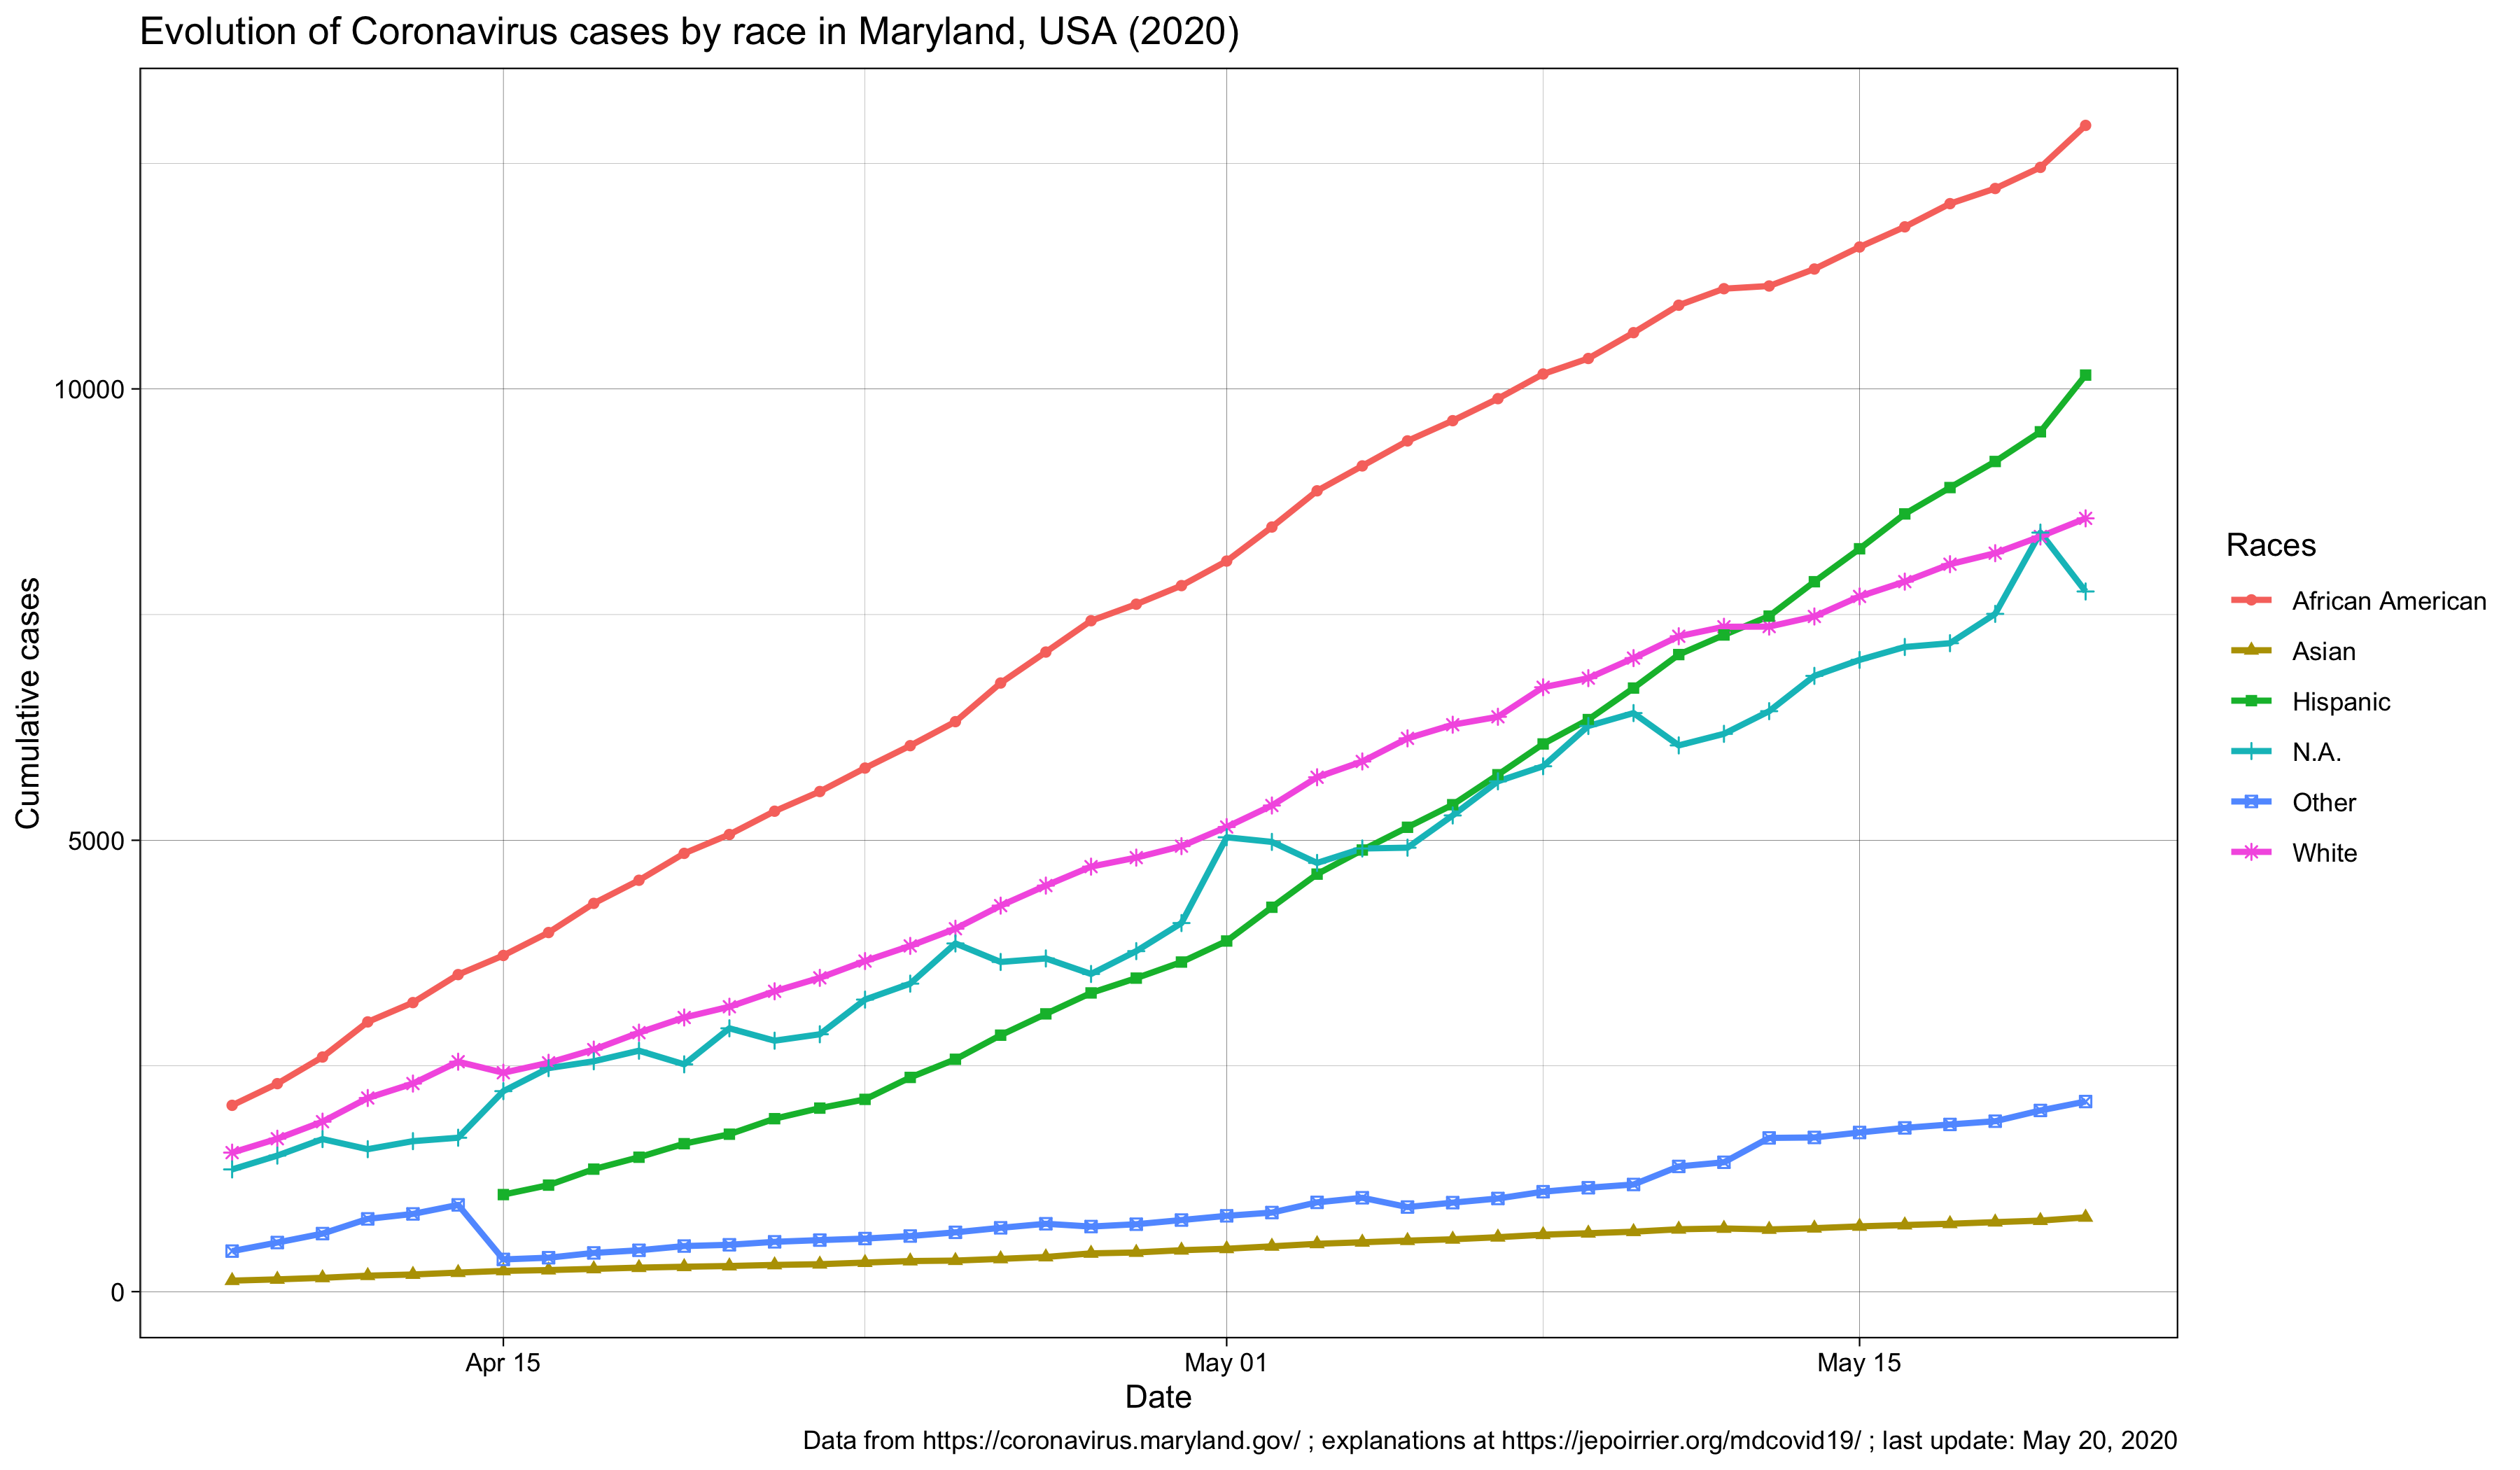 Evolution of Coronavirus cases by race in Maryland, USA (2020)
Cumulative cases
10000
5000
0
Apr 15
May 01
May 15
Date
Races
African American
Asian
Hispanic
N.A.
Other
White
Data from https://coronavirus.maryland.gov/ ; explanations at https://jepoirrier.org/mdcovid19/ ; last update: May 20, 2020